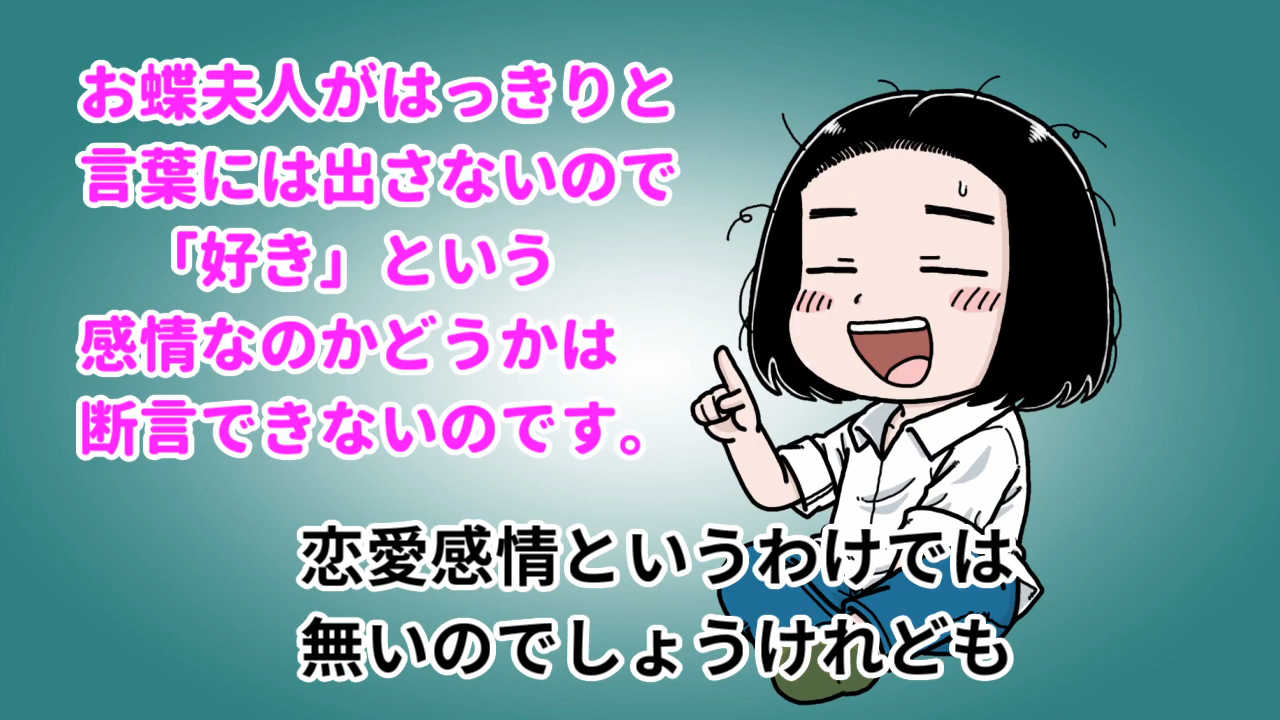 お蝶夫人がはっきりと
言葉には出さないので
「好き」という
感情なのかどうかは
断言できないのです。
恋愛感情というわけでは
無いのでしょうけれども